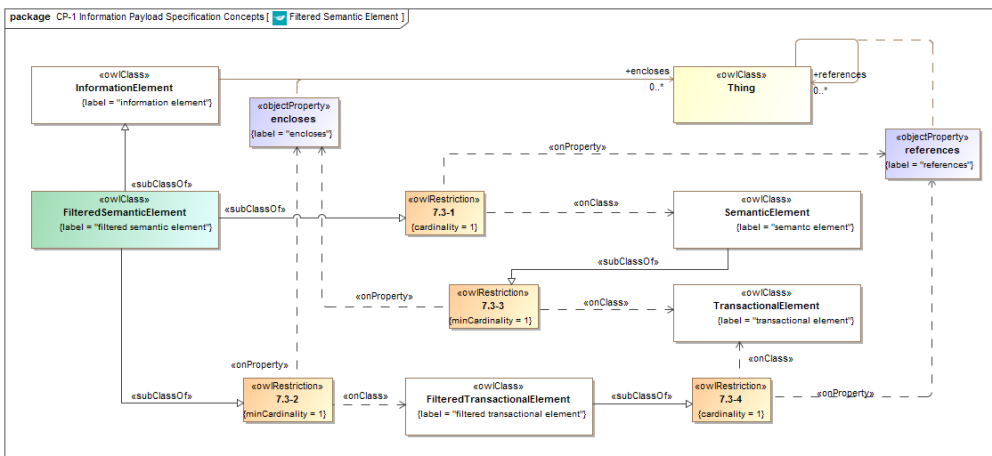 package CP-1 Information Payload Specification Concepts [ Filtered Semantic Element ]
«owlClass»
InformationElement
{label = "information element"}
+encloses
0..*
«owlClass»
Thing
+references
0..*
«objectProperty»
encloses
{label = "encloses"}
«objectProperty»
references
{label = "references"}
«onProperty»
«subClassOf»
«owlClass»
FilteredSemanticElement
{label = "filtered semantic element"}
«subClassOf»
«owlRestriction»
7.3-1
{cardinality = 1}
«onClass»
«owlClass»
SemanticElement
{label = "semantc element"}
«subClassOf»
«onProperty»
«owlRestriction»
7.3-3
{minCardinality = 1}
«onClass»
«owlClass»
TransactionalElement
{label = "transactional element"}
«onProperty»
«onClass»
«subClassOf»
«owlRestriction»
7.3-2
{minCardinality = 1}
«onClass»
«owlClass»
FilteredTransactionalElement
{label = "filtered transactional element"}
«subClassOf»
«owlRestriction»
7.3-4
{cardinality = 1}
«onProperty»